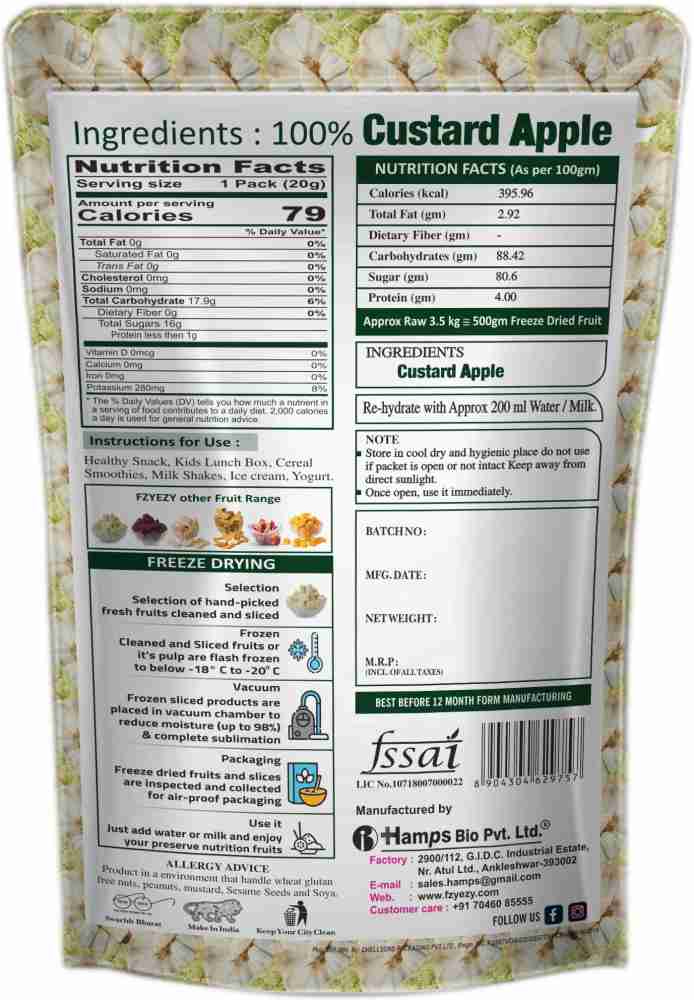 Ingredients : 100% Custard Apple
Nutrition Facts
Serving size 1 Pack (20g)
Amount per serving
Calories 79
% Daily Value*
Total Fat 0g 0%
Saturated Fat 0g 0%
Trans Fat 0g 0%
Cholesterol 0mg 0%
Sodium 0mg 0%
Total Carbohydrate 17.9g 6%
Dietary Fiber 0g 0%
Total Sugars 16g
Protein less then 1g
Vitamin D 0mcg 0%
Calcium 0mg 0%
Iron 0mg 0%
Potassium 280mg 8%
* The % Daily Values (DV) tells you how much a nutrient in
a serving of food contributes to a daily diet. 2,000 calories
a day is used for general nutrition advice.
Instructions for Use :
Healthy Snack, Kids Lunch Box, Cereal
Smoothies, Milk Shakes, Ice cream, Yogurt.
FZYEZY other Fruit Range
FREEZE DRYING
Selection
Selection of hand-picked
fresh fruits cleaned and sliced
Frozen
Cleaned and Sliced fruits or
it's pulp are flash frozen
to below -18° C to -20° C
Vacuum
Frozen sliced products are
placed in vacuum chamber to
reduce moisture (up to 98%)
& complete sublimation
Packaging
Freeze dried fruits and slices
are inspected and collected
for air-proof packaging
Use it
Just add water or milk and enjoy
your preserve nutrition fruits
ALLERGY ADVICE
Product in a environment that handle wheat glutan
free nuts, peanuts, mustard, Sesame Seeds and Soya.
Swachh Bharat
Make In India
Keep Your City Clean
NUTRITION FACTS (As per 100gm)
Calories (kcal) 395.96
Total Fat (gm) 2.92
Dietary Fiber (gm) -
Carbohydrates (gm) 88.42
Sugar (gm) 80.6
Protein (gm) 4.00
Approx Raw 3.5 kg ≅ 500gm Freeze Dried Fruit
INGREDIENTS
Custard Apple
Re-hydrate with Approx 200 ml Water / Milk.
NOTE
Store in cool dry and hygienic place do not use
if packet is open or not intact Keep away from
direct sunlight.
Once open, use it immediately.
BATCH NO :
MFG. DATE :
NET WEIGHT :
M.R.P :
(INCL. OF ALL TAXES)
BEST BEFORE 12 MONTH FORM MANUFACTURING
fssai
LIC No.10718007000022
8 904304 629757
Manufactured by
Hamps Bio Pvt. Ltd.®
Factory : 2900/112, G.I.D.C. Industrial Estate,
Nr. Atul Ltd., Ankleshwar-393002
E-mail : sales.hamps@gmail.com
Web. : www.fzyezy.com
Customer care : +91 70460 85555
FOLLOW US